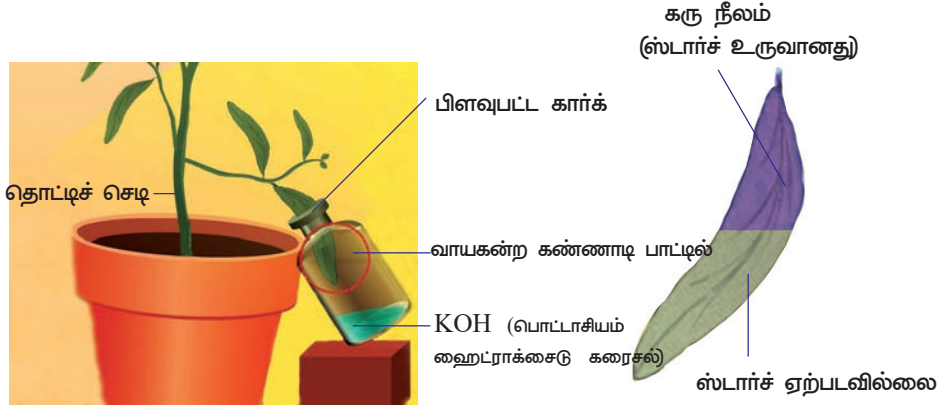 கரு நீலம்
(ஸ்டார்ச் உருவானது)
பிளவுபட்ட கார்க்
தொட்டிச் செடி
வாயகன்ற கண்ணாடி பாட்டில்
KOH (பொட்டாசியம்
ஹைட்ராக்சைடு கரைசல்)
ஸ்டார்ச் ஏற்படவில்லை